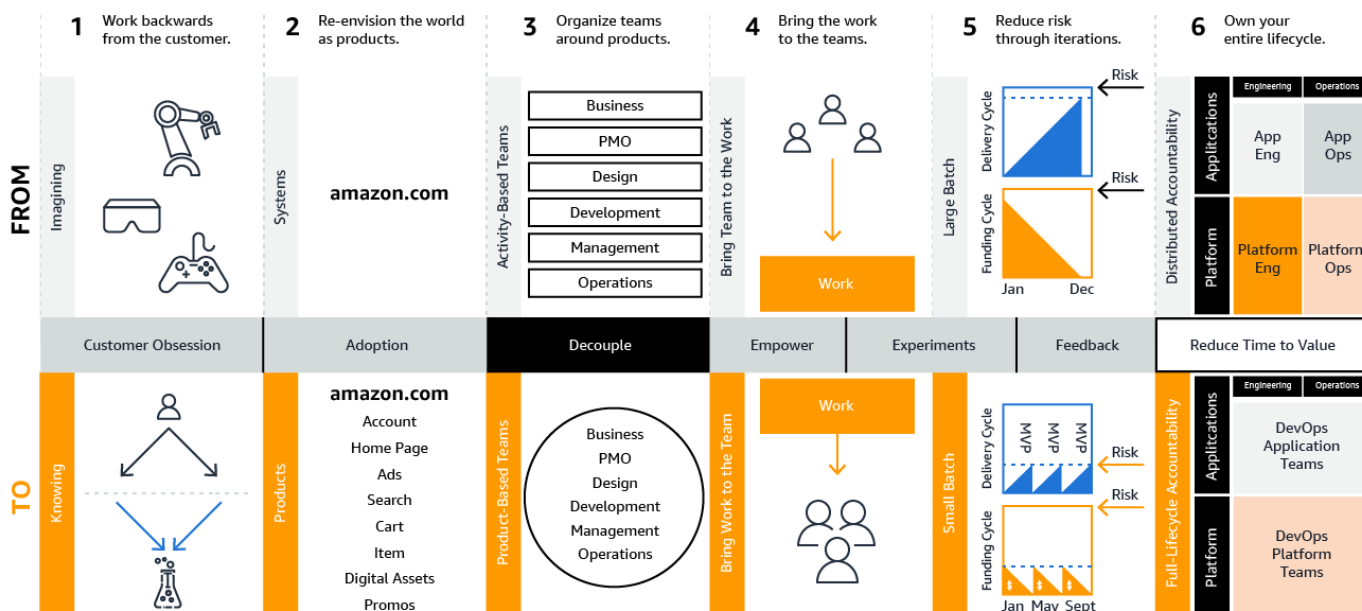 1 Work backwards
from the customer.
2 Re-envision the world
as products.
3 Organize teams
around products.
4 Bring the work
to the teams.
5 Reduce risk
through iterations.
6 Own your
entire lifecycle.
FROM
Imagining
Systems
amazon.com
Activity-Based Teams
Business
PMO
Design
Development
Management
Operations
Bring Team to the Work
Work
Large Batch
Delivery Cycle
Risk
Funding Cycle
Risk
Jan Dec
Distributed Accountability
Engineering Operations
Applitcations
App
Eng
App
Ops
Platform
Platform
Eng
Platform
Ops
Customer Obsession
Adoption
Decouple
Empower
Experiments
Feedback
Reduce Time to Value
TO
Knowing
Products
amazon.com
Account
Home Page
Ads
Search
Cart
Item
Digital Assets
Promos
Product-Based Teams
Business
PMO
Design
Development
Management
Operations
Bring Work to the Team
Work
Small Batch
Delivery Cycle
MVP MVP MVP
Risk
Funding Cycle
Risk
$ $ $
Jan May Sept
Full-Lifecycle Accountability
Engineering Operations
Applitcations
DevOps
Application
Teams
Platform
DevOps
Platform
Teams